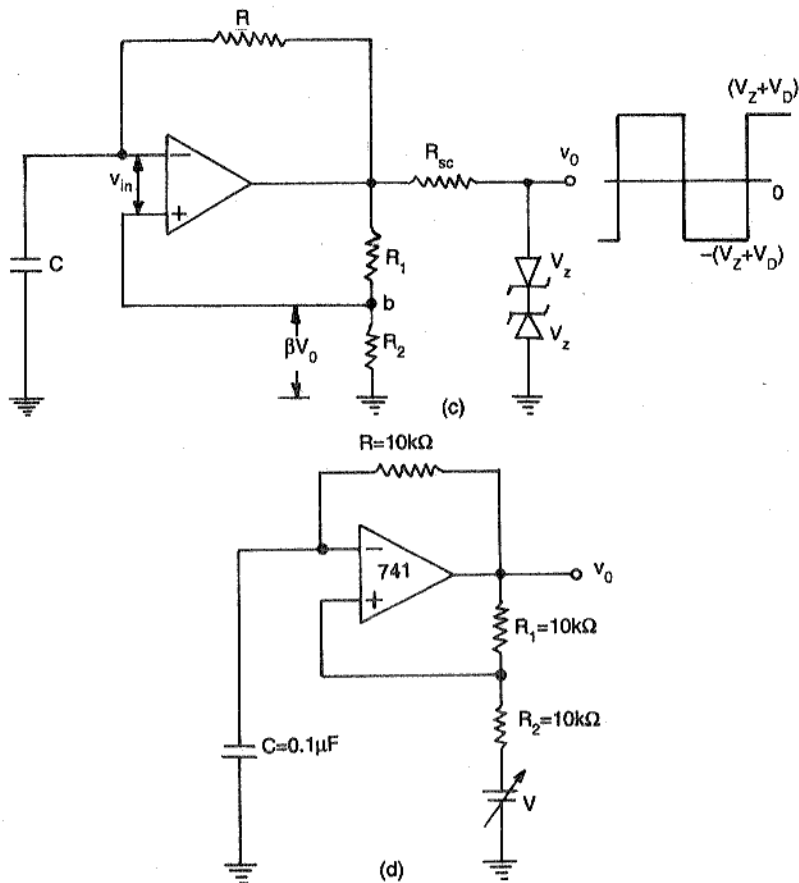 R
R_sc
v_0
(V_Z+V_D)
0
-(V_Z+V_D)
v_in
−
+
C
R_1
b
βV_0
R_2
V_z
V_z
(c)
R=10kΩ
−
741
+
v_0
R_1=10kΩ
R_2=10kΩ
C=0.1μF
V
(d)